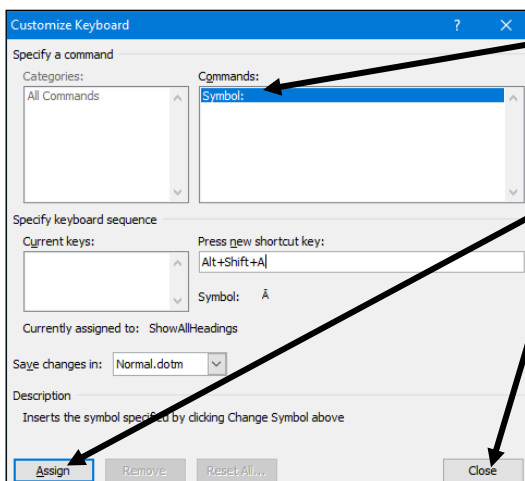 Customize Keyboard ? ×
Specify a command
Categories: Commands:
All Commands Symbol:
Specify keyboard sequence
Current keys: Press new shortcut key:
Alt+Shift+A
Symbol: Ā
Currently assigned to: ShowAllHeadings
Save changes in: Normal.dotm
Description
Inserts the symbol specified by clicking Change Symbol above
Assign Remove Reset All... Close